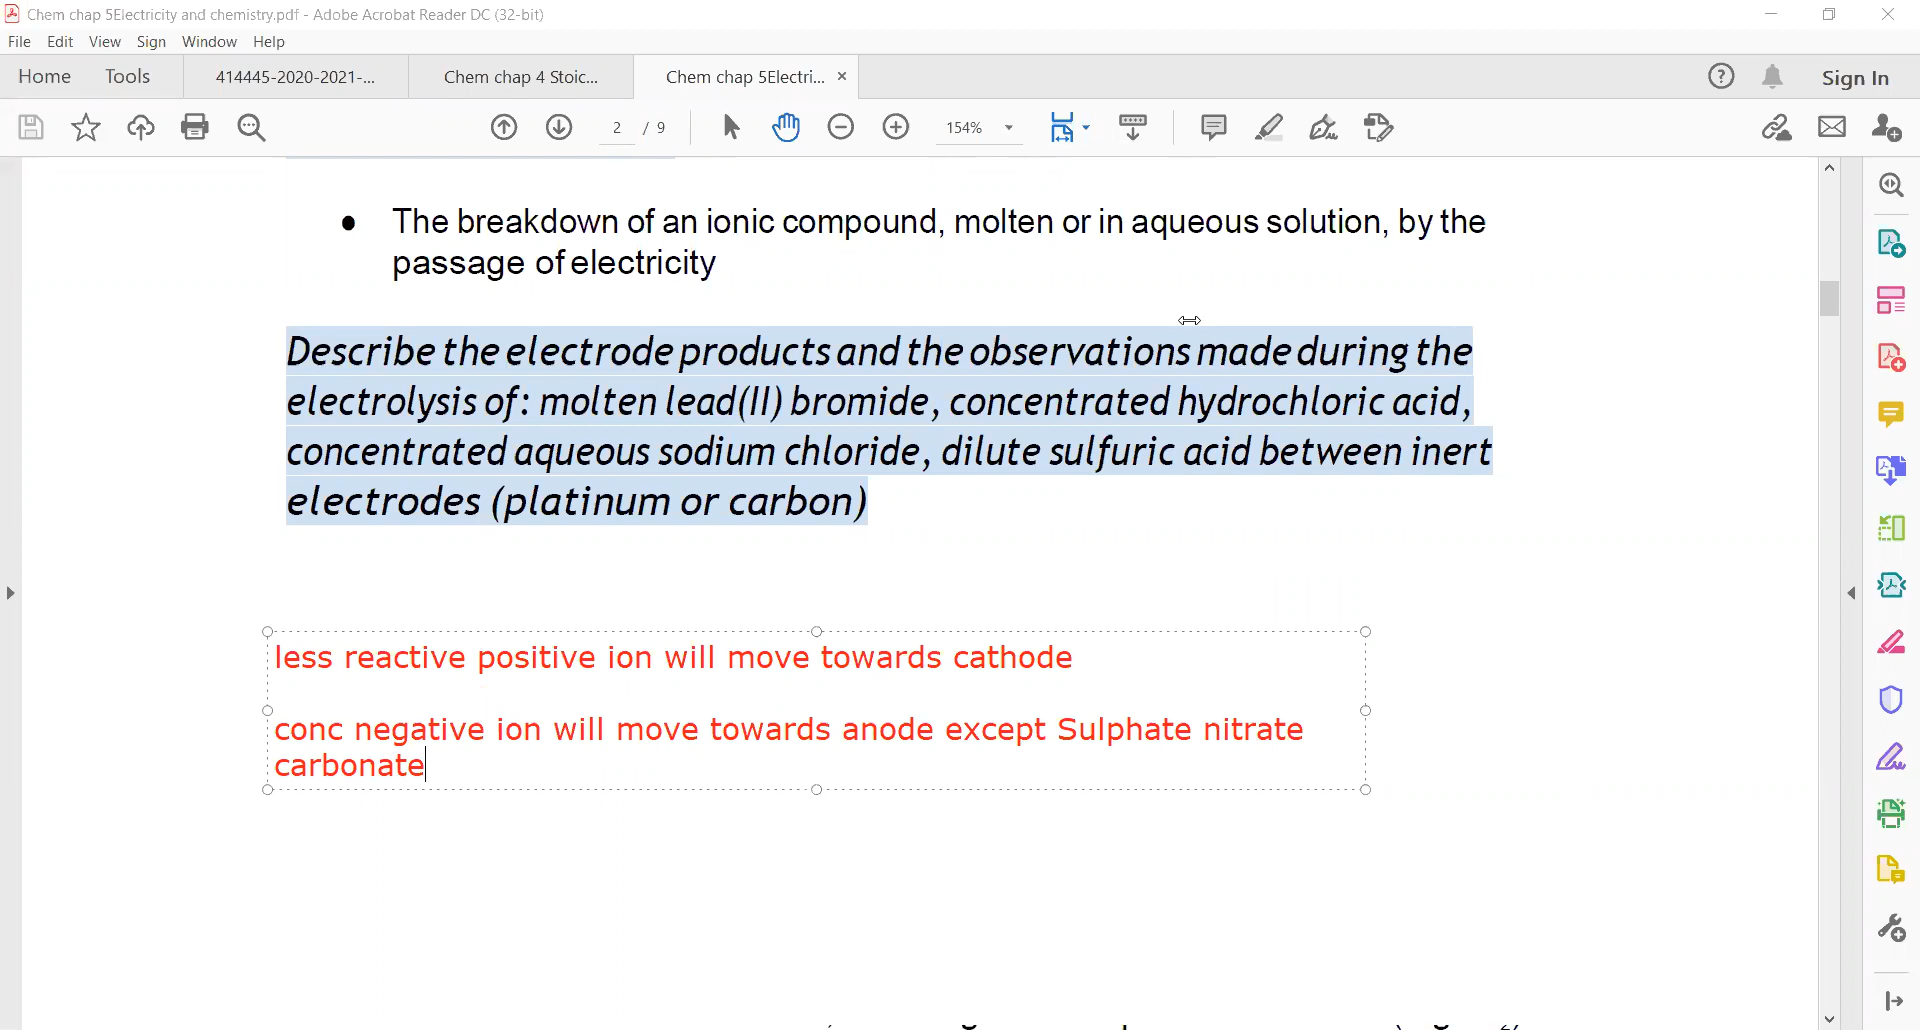 Chem chap 5Electricity and chemistry.pdf - Adobe Acrobat Reader DC (32-bit)
File Edit View Sign Window Help
Home Tools 414445-2020-2021-... Chem chap 4 Stoic... Chem chap 5Electri... × Sign In
2 / 9 154%
● The breakdown of an ionic compound, molten or in aqueous solution, by the
passage of electricity
Describe the electrode products and the observations made during the
electrolysis of: molten lead(II) bromide, concentrated hydrochloric acid,
concentrated aqueous sodium chloride, dilute sulfuric acid between inert
electrodes (platinum or carbon)
less reactive positive ion will move towards cathode
conc negative ion will move towards anode except Sulphate nitrate
carbonate